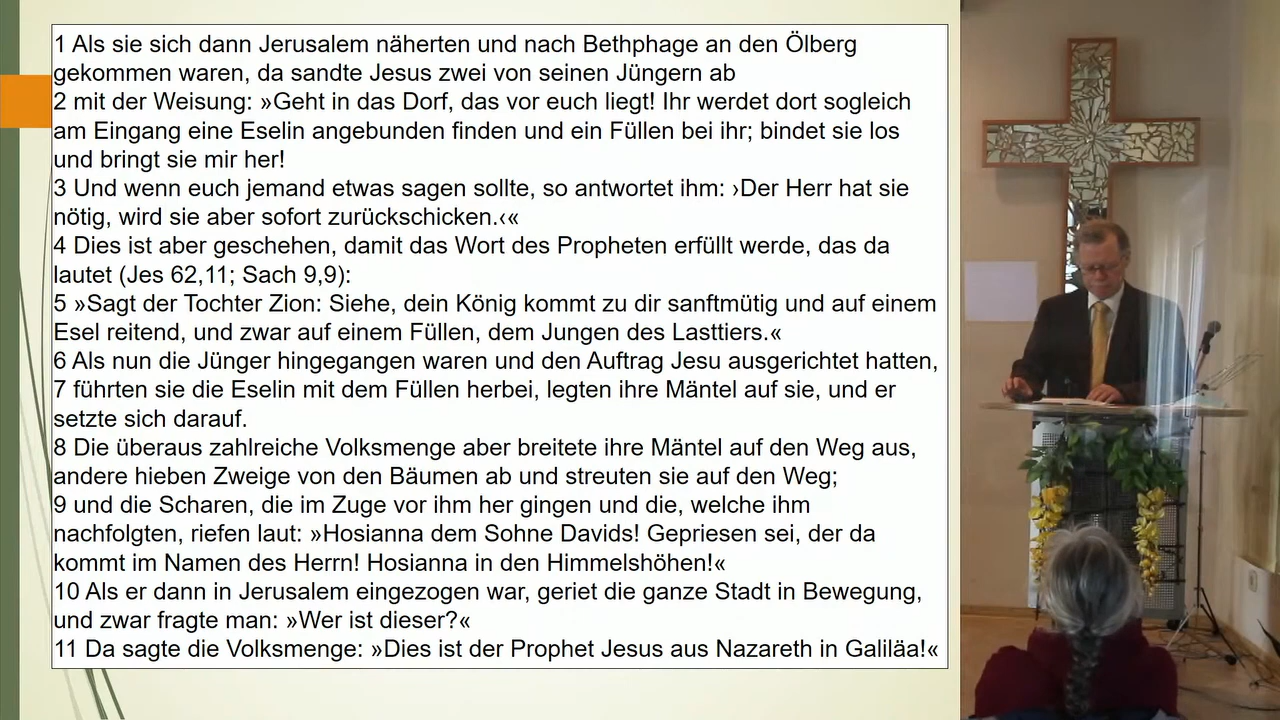 1 Als sie sich dann Jerusalem näherten und nach Bethphage an den Ölberg
gekommen waren, da sandte Jesus zwei von seinen Jüngern ab
2 mit der Weisung: »Geht in das Dorf, das vor euch liegt! Ihr werdet dort sogleich
am Eingang eine Eselin angebunden finden und ein Füllen bei ihr; bindet sie los
und bringt sie mir her!
3 Und wenn euch jemand etwas sagen sollte, so antwortet ihm: ›Der Herr hat sie
nötig, wird sie aber sofort zurückschicken.‹«
4 Dies ist aber geschehen, damit das Wort des Propheten erfüllt werde, das da
lautet (Jes 62,11; Sach 9,9):
5 »Sagt der Tochter Zion: Siehe, dein König kommt zu dir sanftmütig und auf einem
Esel reitend, und zwar auf einem Füllen, dem Jungen des Lasttiers.«
6 Als nun die Jünger hingegangen waren und den Auftrag Jesu ausgerichtet hatten,
7 führten sie die Eselin mit dem Füllen herbei, legten ihre Mäntel auf sie, und er
setzte sich darauf.
8 Die überaus zahlreiche Volksmenge aber breitete ihre Mäntel auf den Weg aus,
andere hieben Zweige von den Bäumen ab und streuten sie auf den Weg;
9 und die Scharen, die im Zuge vor ihm her gingen und die, welche ihm
nachfolgten, riefen laut: »Hosianna dem Sohne Davids! Gepriesen sei, der da
kommt im Namen des Herrn! Hosianna in den Himmelshöhen!«
10 Als er dann in Jerusalem eingezogen war, geriet die ganze Stadt in Bewegung,
und zwar fragte man: »Wer ist dieser?«
11 Da sagte die Volksmenge: »Dies ist der Prophet Jesus aus Nazareth in Galiläa!«